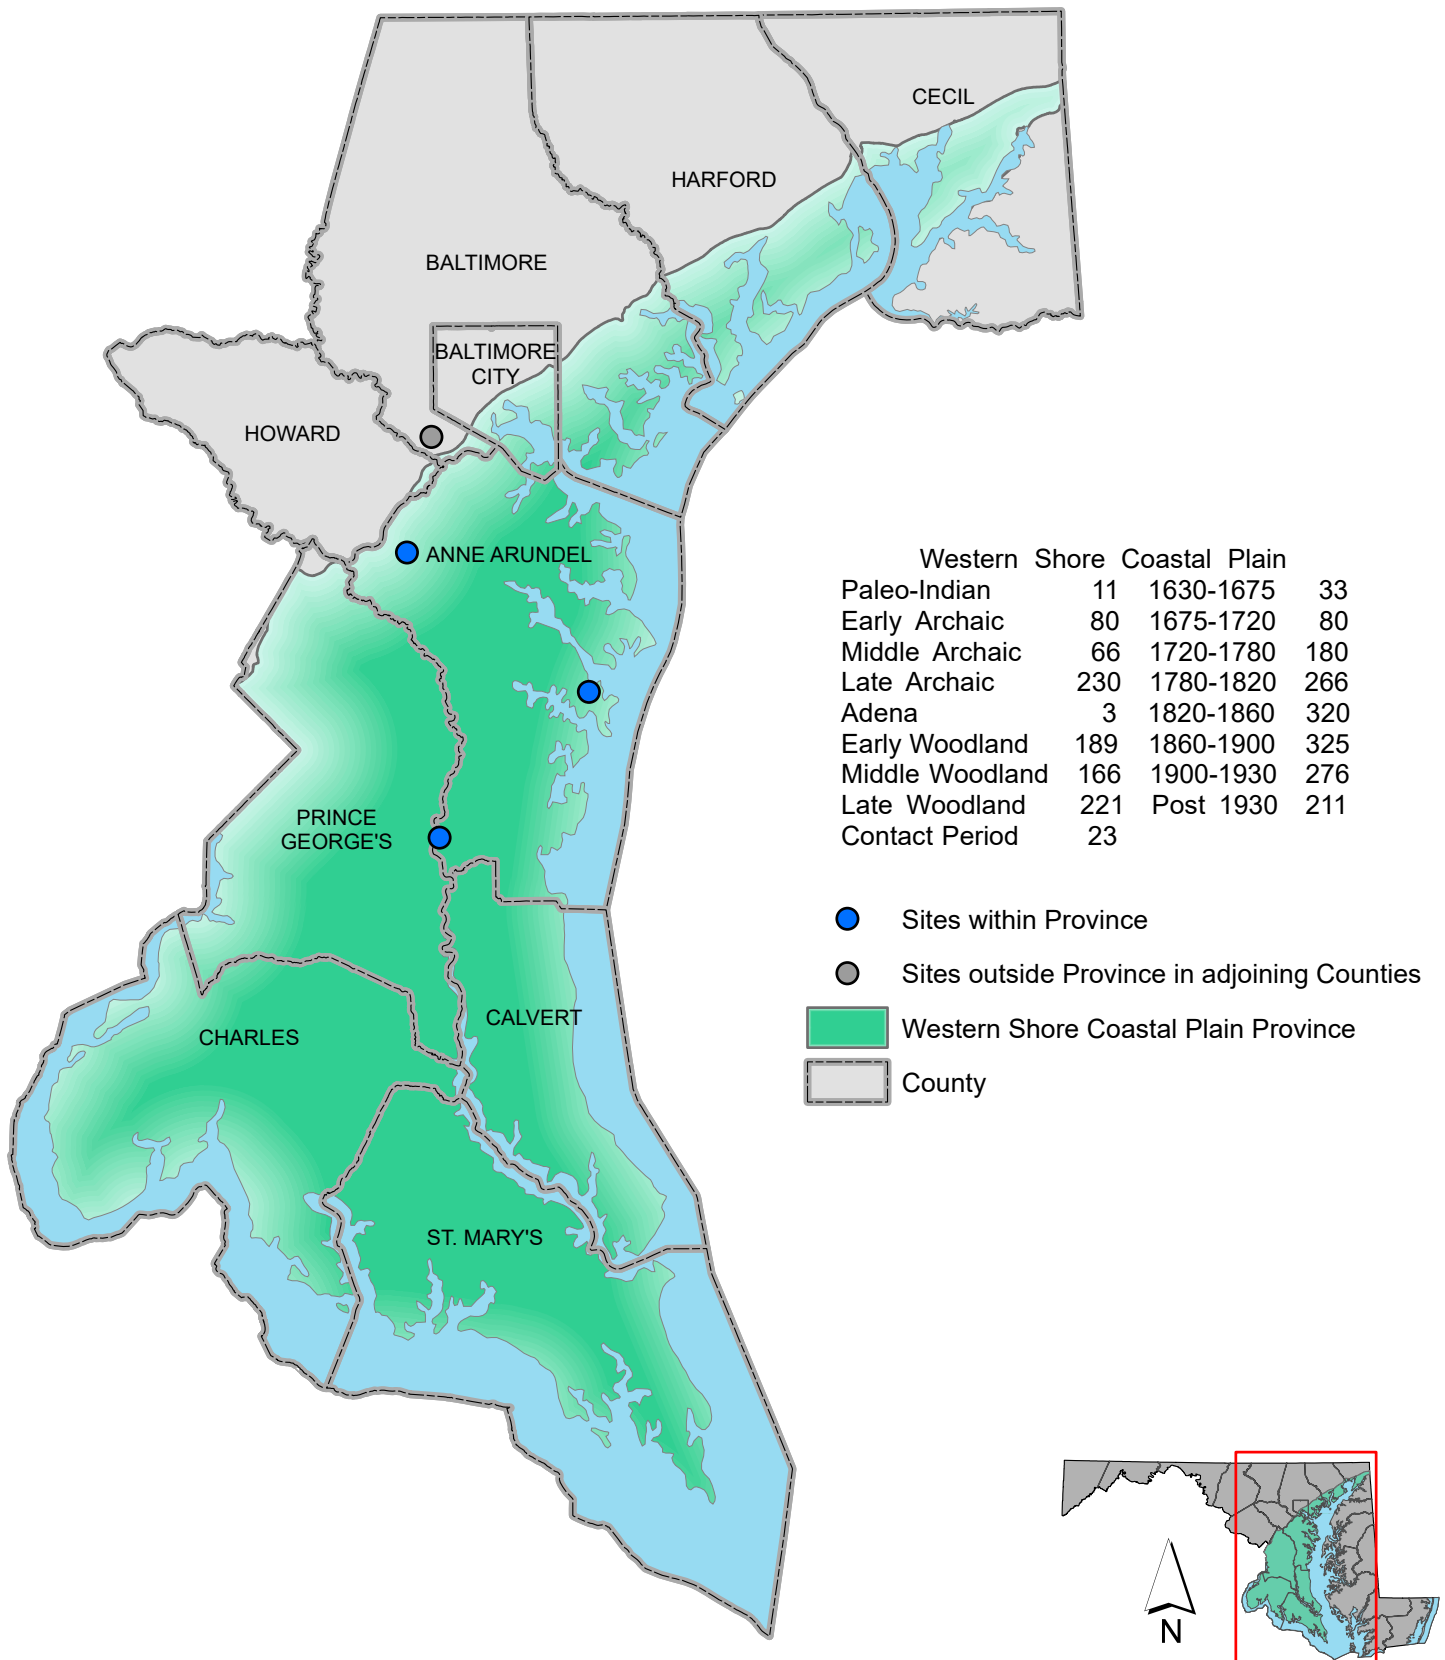 CECIL
HARFORD
BALTIMORE
BALTIMORE
CITY
HOWARD
ANNE ARUNDEL
PRINCE
GEORGE'S
CHARLES
CALVERT
ST. MARY'S
Western Shore Coastal Plain
Paleo-Indian 11 1630-1675 33
Early Archaic 80 1675-1720 80
Middle Archaic 66 1720-1780 180
Late Archaic 230 1780-1820 266
Adena 3 1820-1860 320
Early Woodland 189 1860-1900 325
Middle Woodland 166 1900-1930 276
Late Woodland 221 Post 1930 211
Contact Period 23
Sites within Province
Sites outside Province in adjoining Counties
Western Shore Coastal Plain Province
County
N